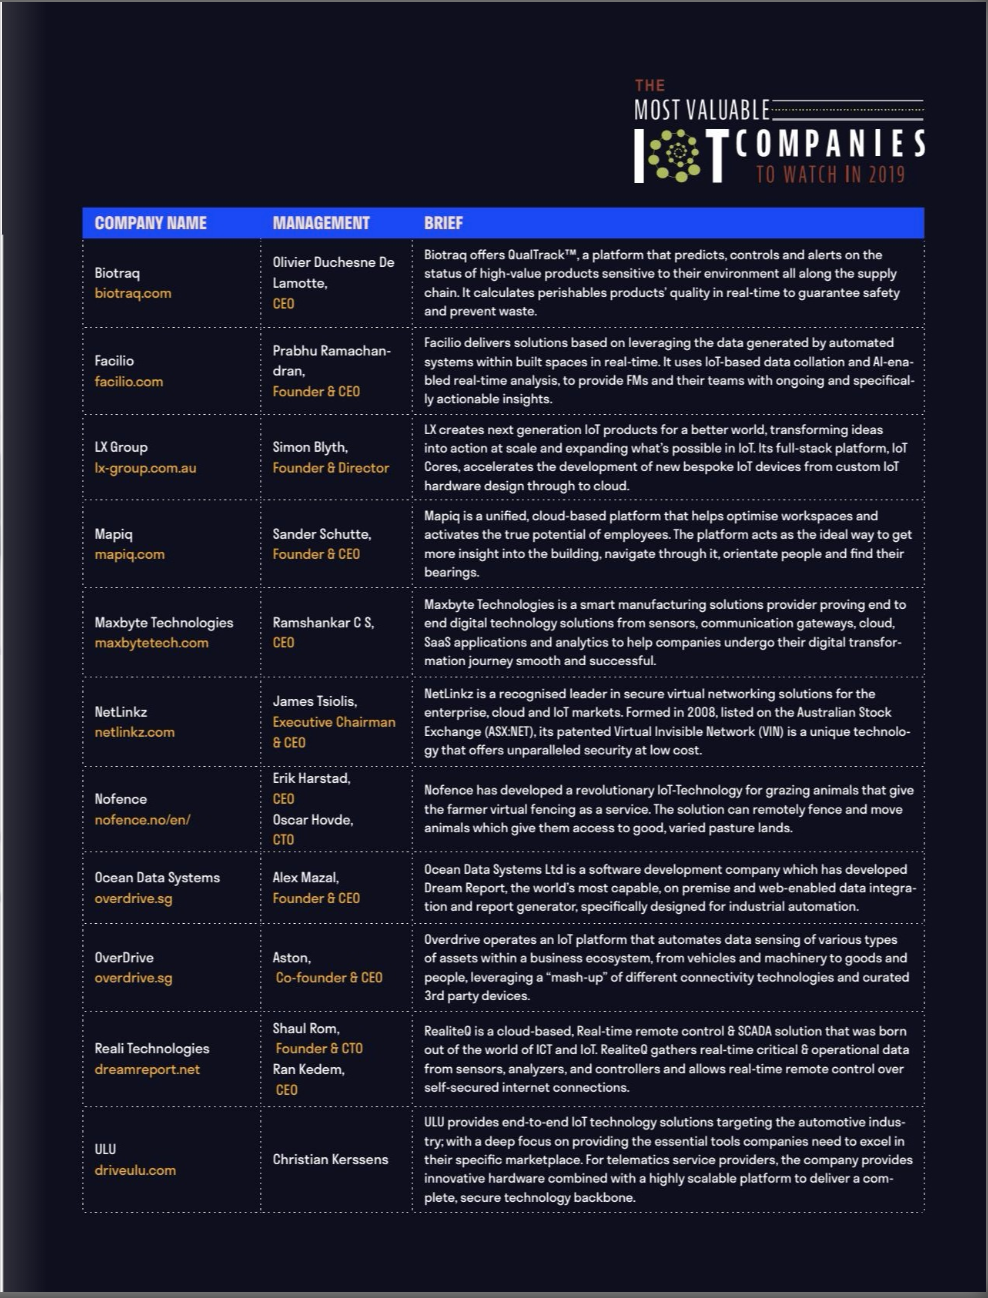 THE
MOST VALUABLE
IOT COMPANIES
TO WATCH IN 2019
COMPANY NAME MANAGEMENT BRIEF
Biotraq
biotraq.com
Olivier Duchesne De
Lamotte,
CEO
Biotraq offers QualTrack™, a platform that predicts, controls and alerts on the
status of high-value products sensitive to their environment all along the supply
chain. It calculates perishables products' quality in real-time to guarantee safety
and prevent waste.
Facilio
facilio.com
Prabhu Ramachan-
dran,
Founder & CEO
Facilio delivers solutions based on leveraging the data generated by automated
systems within built spaces in real-time. It uses IoT-based data collation and AI-ena-
bled real-time analysis, to provide FMs and their teams with ongoing and specifical-
ly actionable insights.
LX Group
lx-group.com.au
Simon Blyth,
Founder & Director
LX creates next generation IoT products for a better world, transforming ideas
into action at scale and expanding what's possible in IoT. Its full-stack platform, IoT
Cores, accelerates the development of new bespoke IoT devices from custom IoT
hardware design through to cloud.
Mapiq
mapiq.com
Sander Schutte,
Founder & CEO
Mapiq is a unified, cloud-based platform that helps optimise workspaces and
activates the true potential of employees. The platform acts as the ideal way to get
more insight into the building, navigate through it, orientate people and find their
bearings.
Maxbyte Technologies
maxbytetech.com
Ramshankar C S,
CEO
Maxbyte Technologies is a smart manufacturing solutions provider proving end to
end digital technology solutions from sensors, communication gateways, cloud,
SaaS applications and analytics to help companies undergo their digital transfor-
mation journey smooth and successful.
NetLinkz
netlinkz.com
James Tsiolis,
Executive Chairman
& CEO
NetLinkz is a recognised leader in secure virtual networking solutions for the
enterprise, cloud and IoT markets. Formed in 2008, listed on the Australian Stock
Exchange (ASX:NET), its patented Virtual Invisible Network (VIN) is a unique technolo-
gy that offers unparalleled security at low cost.
Nofence
nofence.no/en/
Erik Harstad,
CEO
Oscar Hovde,
CTO
Nofence has developed a revolutionary IoT-Technology for grazing animals that give
the farmer virtual fencing as a service. The solution can remotely fence and move
animals which give them access to good, varied pasture lands.
Ocean Data Systems
overdrive.sg
Alex Mazal,
Founder & CEO
Ocean Data Systems Ltd is a software development company which has developed
Dream Report, the world's most capable, on premise and web-enabled data integra-
tion and report generator, specifically designed for industrial automation.
OverDrive
overdrive.sg
Aston,
Co-founder & CEO
Overdrive operates an IoT platform that automates data sensing of various types
of assets within a business ecosystem, from vehicles and machinery to goods and
people, leveraging a “mash-up” of different connectivity technologies and curated
3rd party devices.
Reali Technologies
dreamreport.net
Shaul Rom,
Founder & CTO
Ran Kedem,
CEO
RealiteQ is a cloud-based, Real-time remote control & SCADA solution that was born
out of the world of ICT and IoT. RealiteQ gathers real-time critical & operational data
from sensors, analyzers, and controllers and allows real-time remote control over
self-secured internet connections.
ULU
driveulu.com
Christian Kerssens
ULU provides end-to-end IoT technology solutions targeting the automotive indus-
try; with a deep focus on providing the essential tools companies need to excel in
their specific marketplace. For telematics service providers, the company provides
innovative hardware combined with a highly scalable platform to deliver a com-
plete, secure technology backbone.